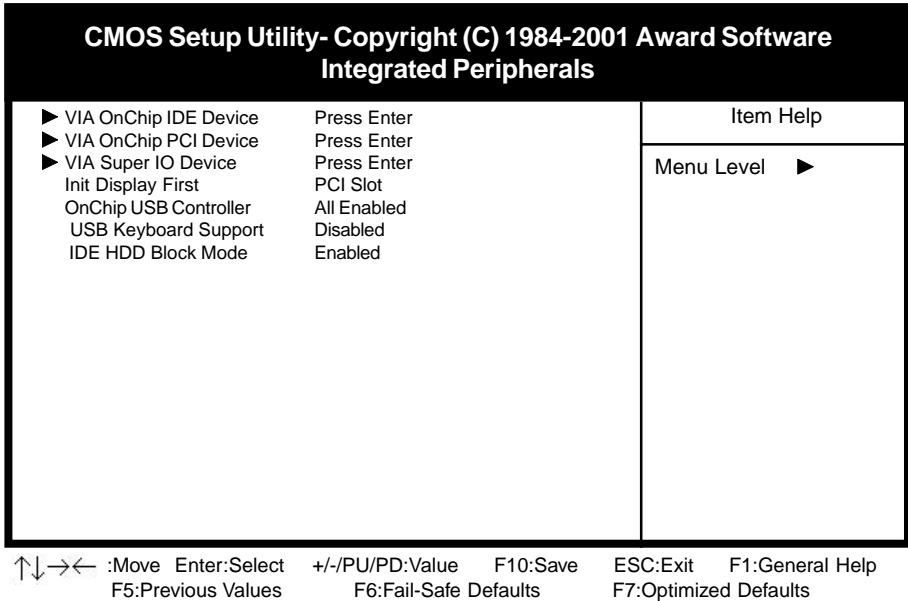 CMOS Setup Utility- Copyright (C) 1984-2001 Award Software
Integrated Peripherals
▶ VIA OnChip IDE Device Press Enter
▶ VIA OnChip PCI Device Press Enter
▶ VIA Super IO Device Press Enter
Init Display First PCI Slot
OnChip USB Controller All Enabled
USB Keyboard Support Disabled
IDE HDD Block Mode Enabled
Item Help
Menu Level ▶
↑↓→← :Move Enter:Select +/-/PU/PD:Value F10:Save ESC:Exit F1:General Help
F5:Previous Values F6:Fail-Safe Defaults F7:Optimized Defaults